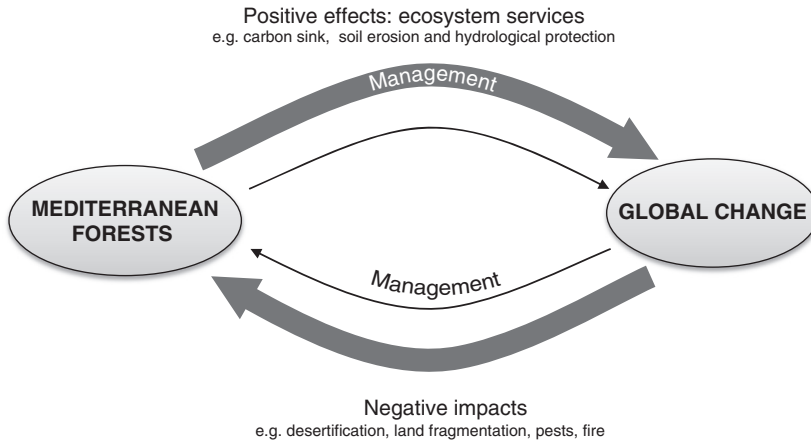 Positive effects: ecosystem services
e.g. carbon sink, soil erosion and hydrological protection
Management
MEDITERRANEAN
FORESTS
GLOBAL CHANGE
Management
Negative impacts
e.g. desertification, land fragmentation, pests, fire